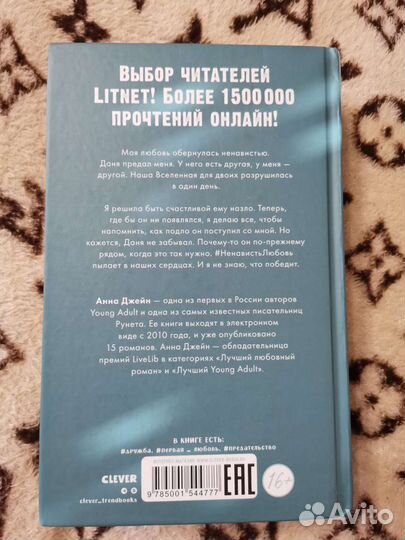 Выбор читателей
Litnet! Более 1500000
прочтений онлайн!
Моя любовь обернулась ненавистью.
Даня предал меня. У него есть другая, у меня —
другой. Наша Вселенная для двоих разрушилась
в один день.
Я решила быть счастливой ему назло. Теперь,
где бы он ни появлялся, я делаю все, чтобы
напомнить, как подло он поступил со мной. Но
кажется, Даня не забывал. Почему-то он по-прежнему
рядом, когда это так нужно. #НенавистьЛюбовь
пылает в наших сердцах. И я не знаю, что победит.
Анна Джейн — одна из первых в России авторов
Young Adult и одна из самых известных писательниц
Рунета. Ее книги выходят в электронном
виде с 2010 года, и уже опубликовано
15 романов. Анна Джейн — обладательница
премий LiveLib в категориях «Лучший любовный
роман» и «Лучший Young Adult».
В КНИГЕ ЕСТЬ:
#дружба, #первая_любовь, #предательство
CLEVER
clever_trendbooks
9 785001 544777
EAC
16+
Avito